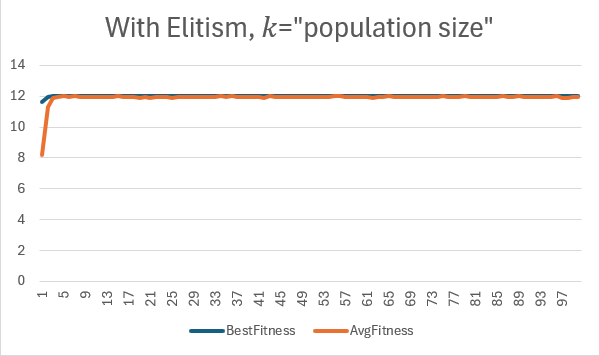 With Elitism, 𝑘="population size"
14
12
10
8
6
4
2
0
1 5 9 13 17 21 25 29 33 37 41 45 49 53 57 61 65 69 73 77 81 85 89 93 97
BestFitness AvgFitness